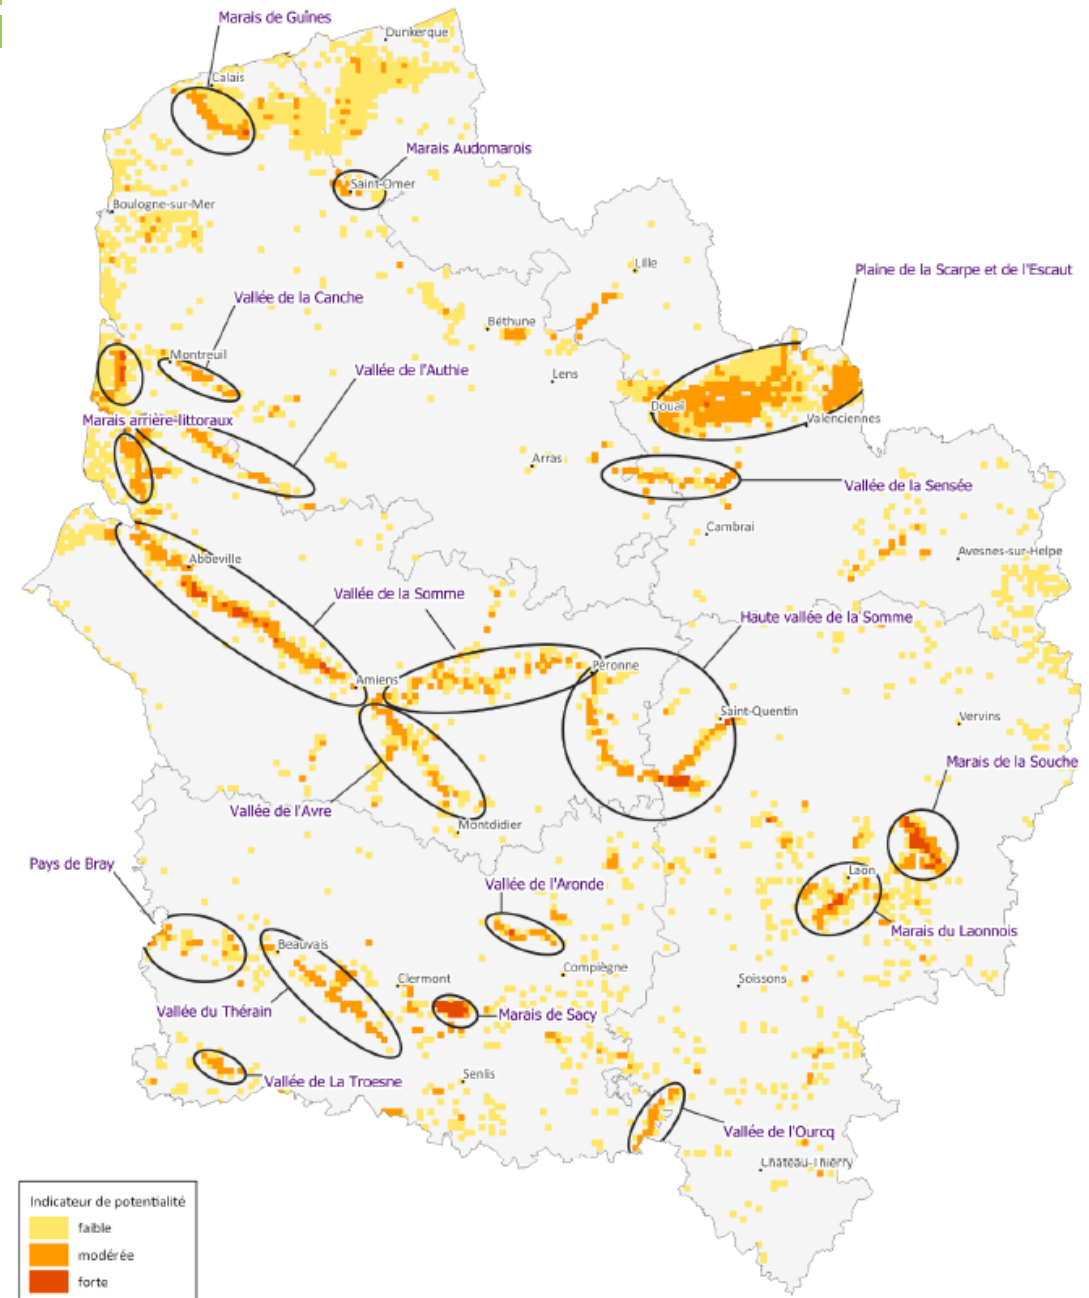 Marais de Guînes
Dunkerque
Calais
Marais Audomarois
Saint-Omer
Boulogne-sur-Mer
Lille
Plaine de la Scarpe et de l'Escaut
Vallée de la Canche
Béthune
Montreuil
Vallée de l'Authie
Lens
Douai
Marais arrière-littoraux
Valenciennes
Arras
Vallée de la Sensée
Cambrai
Avesnes-sur-Helpe
Abbeville
Vallée de la Somme
Haute vallée de la Somme
Péronne
Amiens
Saint-Quentin
Vervins
Marais de la Souche
Vallée de l'Avre
Montdidier
Pays de Bray
Laon
Vallée de l'Aronde
Marais du Laonnois
Beauvais
Compiègne
Clermont
Soissons
Vallée du Thérain
Marais de Sacy
Senlis
Vallée de La Troesne
Vallée de l'Ourcq
Château-Thierry
Indicateur de potentialité
faible
modérée
forte